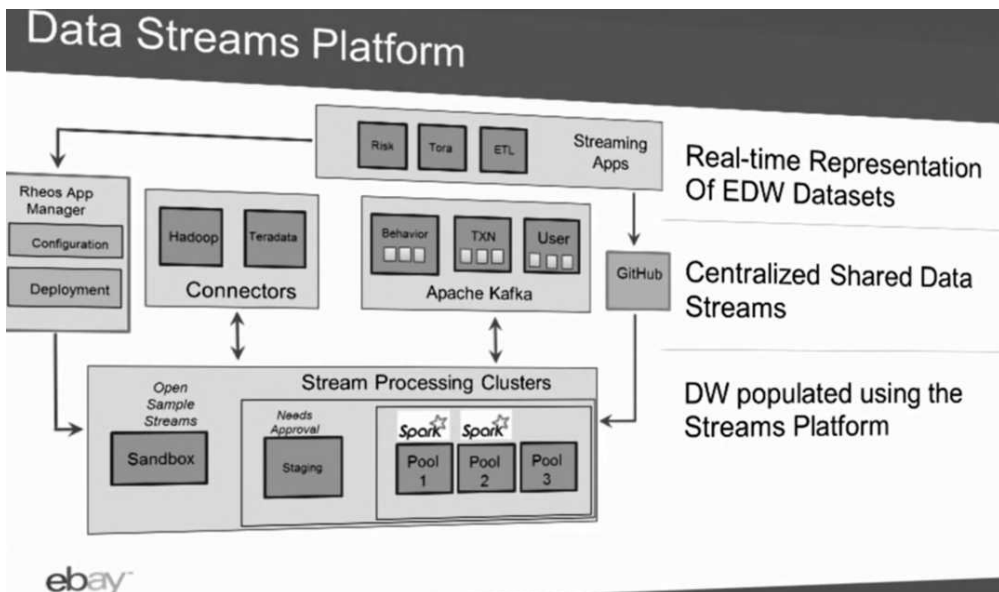 Data Streams Platform
Risk
Tora
ETL
Streaming
Apps
Real-time Representation
Of EDW Datasets
Rheos App
Manager
Configuration
Deployment
Hadoop
Teradata
Connectors
Behavior
TXN
User
Apache Kafka
GitHub
Centralized Shared Data
Streams
Open
Sample
Streams
Sandbox
Stream Processing Clusters
Needs
Approval
Staging
Spark
Spark
Pool
1
Pool
2
Pool
3
DW populated using the
Streams Platform
ebay™